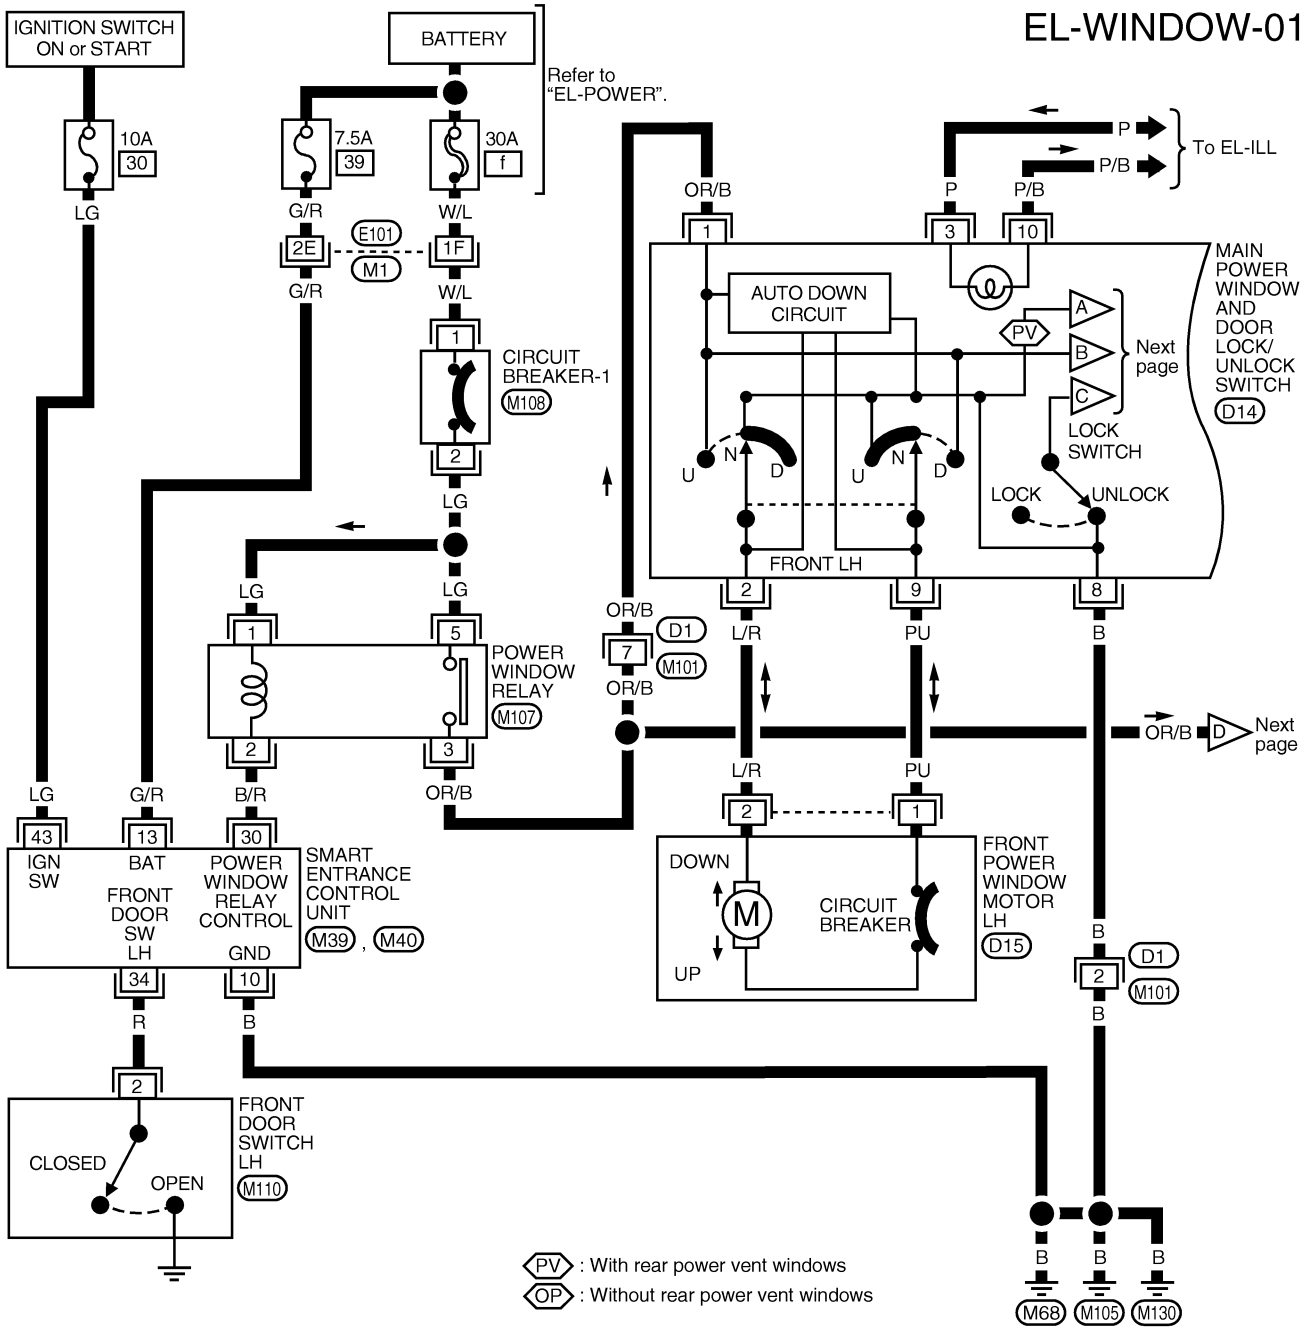 EL-WINDOW-01
IGNITION SWITCH
ON or START
BATTERY
Refer to
"EL-POWER".
10A
30
7.5A
39
30A
f
LG
G/R
W/L
2E
E101
M1
1F
G/R
W/L
1
CIRCUIT
BREAKER-1
M108
2
LG
LG
LG
1
5
POWER
WINDOW
RELAY
M107
2
3
LG
G/R
B/R
OR/B
43
13
30
IGN
SW
BAT
POWER
WINDOW
RELAY
CONTROL
FRONT
DOOR
SW
LH
GND
SMART
ENTRANCE
CONTROL
UNIT
M39 , M40
34
10
R
B
2
FRONT
DOOR
SWITCH
LH
M110
CLOSED
OPEN
P
P/B
To EL-ILL
OR/B
P
P/B
1
3
10
MAIN
POWER
WINDOW
AND
DOOR
LOCK/
UNLOCK
SWITCH
D14
AUTO DOWN
CIRCUIT
PV
A
B
C
Next
page
LOCK
SWITCH
U
N
D
U
N
D
LOCK
UNLOCK
FRONT LH
2
9
8
OR/B
7
D1
M101
OR/B
L/R
PU
B
OR/B
D
Next
page
L/R
PU
2
1
DOWN
M
UP
CIRCUIT
BREAKER
FRONT
POWER
WINDOW
MOTOR
LH
D15
B
2
D1
M101
B
B
B
B
M68
M105
M130
PV : With rear power vent windows
OP : Without rear power vent windows